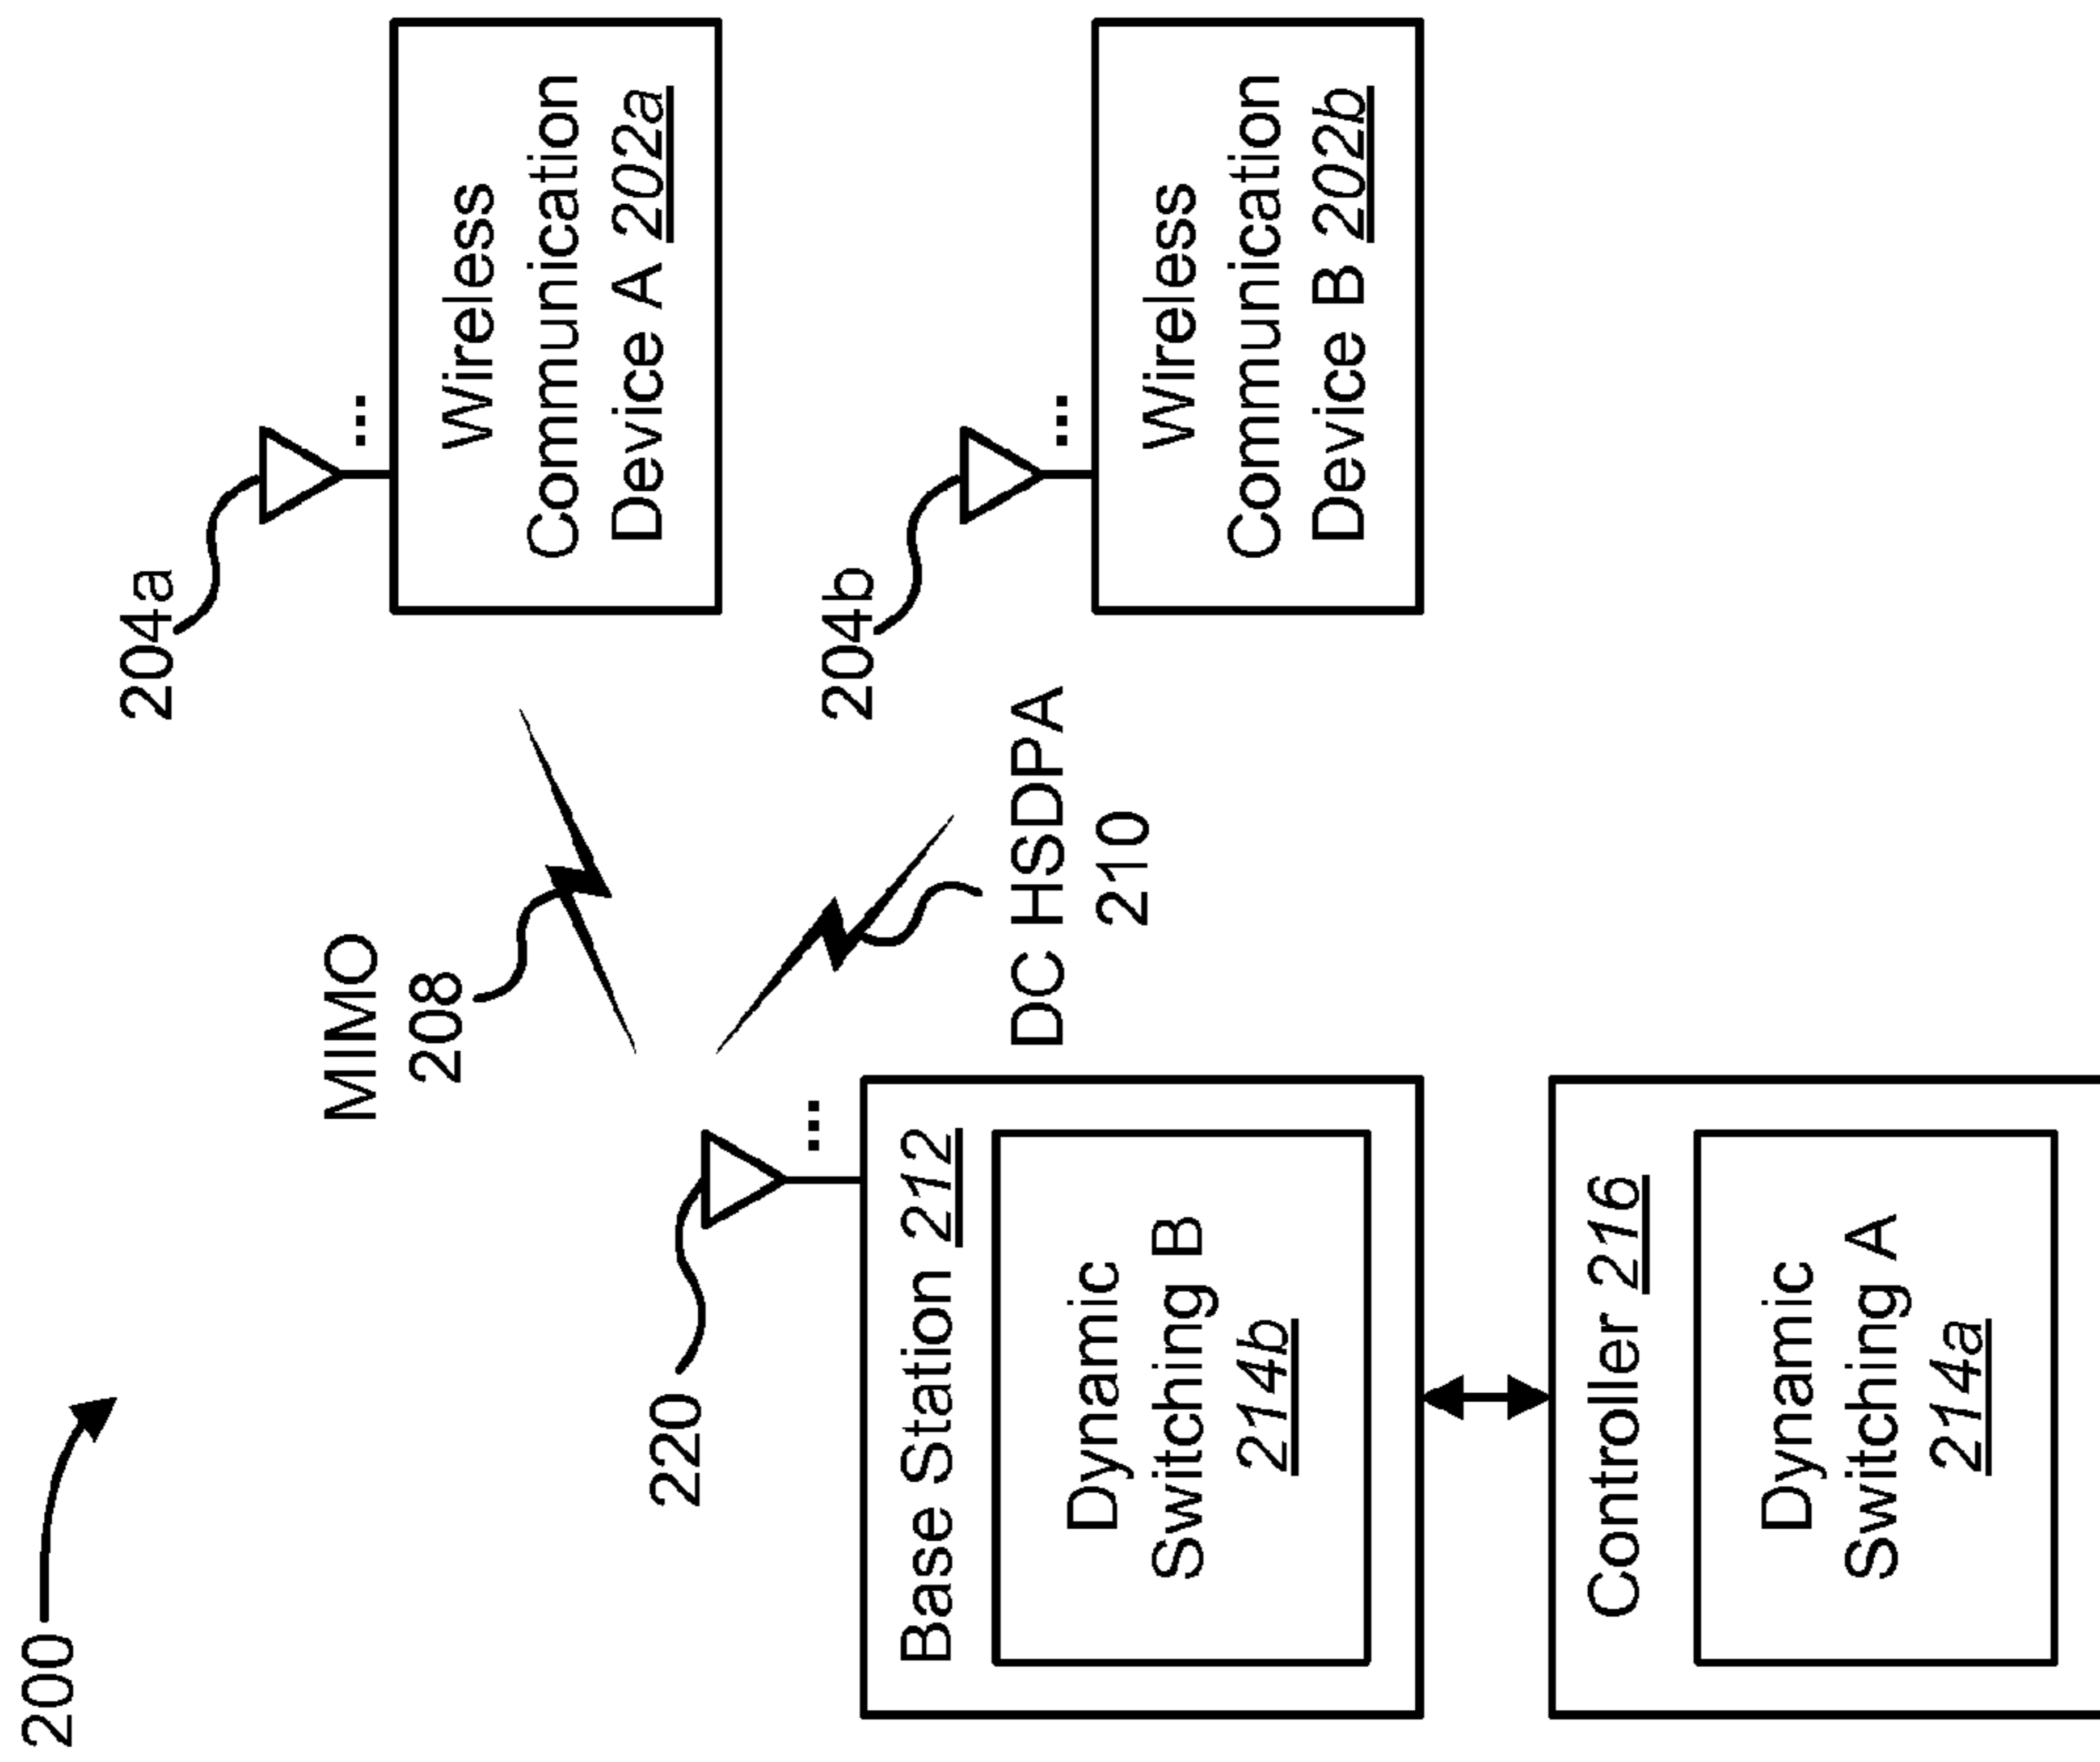 200
204a
Wireless
Communication
Device A 202a
MIMO
208
220
204b
DC HSDPA
210
Base Station 212
Dynamic
Switching B
214b
Wireless
Communication
Device B 202b
Controller 216
Dynamic
Switching A
214a